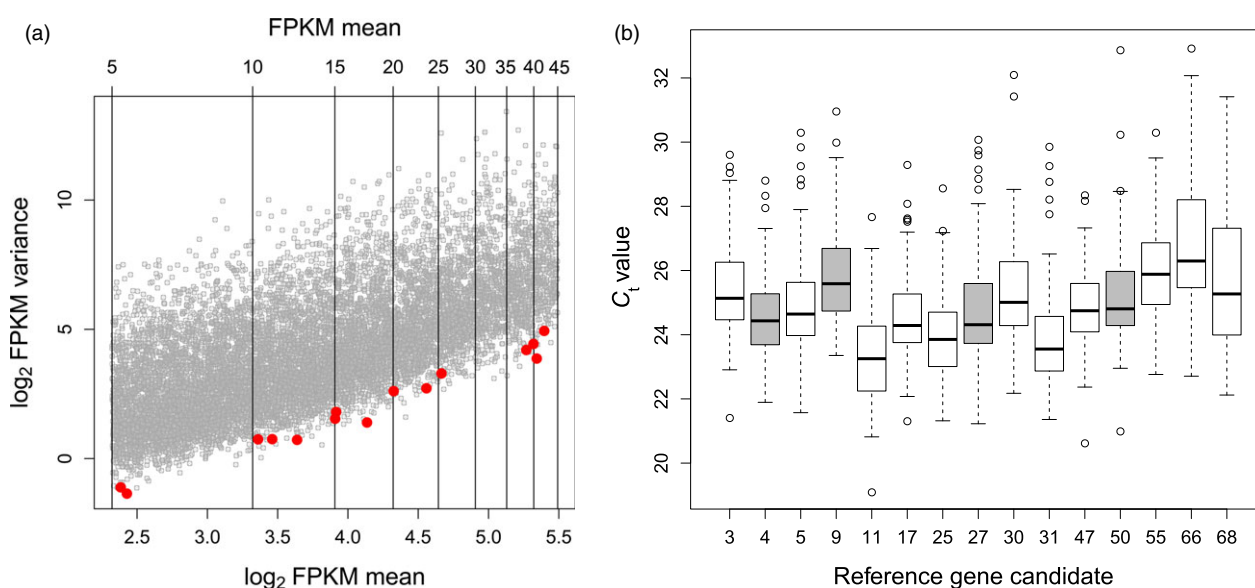 (a)
FPKM mean
5 10 15 20 25 30 35 40 45
log2 FPKM variance
10
5
0
2.5 3.0 3.5 4.0 4.5 5.0 5.5
log2 FPKM mean
(b)
Ct value
32
30
28
26
24
22
20
3 4 5 9 11 17 25 27 30 31 47 50 55 66 68
Reference gene candidate